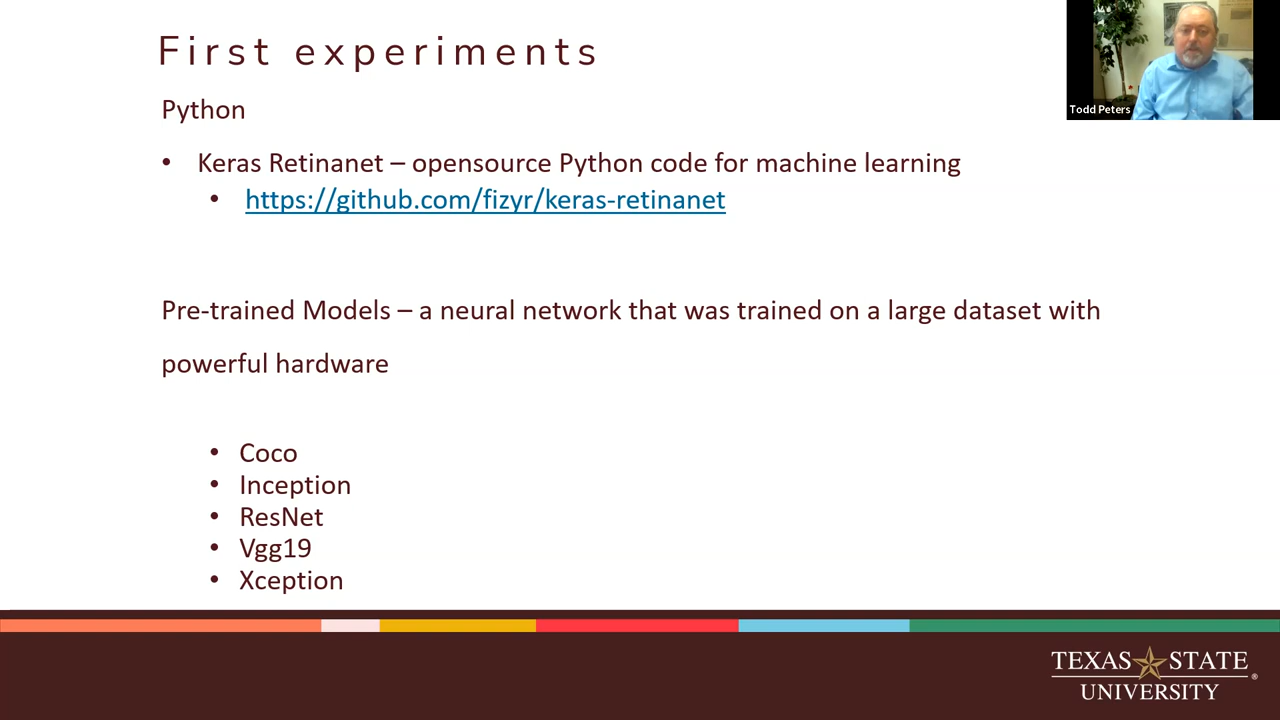 First experiments
Todd Peters
Python
• Keras Retinanet – opensource Python code for machine learning
• https://github.com/fizyr/keras-retinanet
Pre-trained Models – a neural network that was trained on a large dataset with
powerful hardware
• Coco
• Inception
• ResNet
• Vgg19
• Xception
TEXAS STATE
UNIVERSITY
®